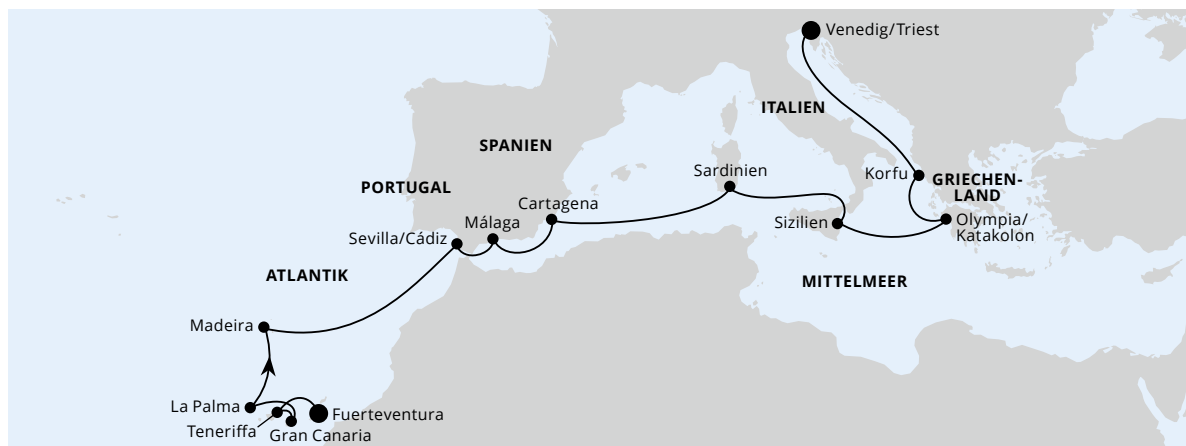 Venedig/Triest
ITALIEN
SPANIEN
Sardinien
Korfu
GRIECHEN-
LAND
PORTUGAL
Cartagena
Málaga
Sizilien
Olympia/
Katakolon
Sevilla/Cádiz
ATLANTIK
MITTELMEER
Madeira
La Palma
Fuerteventura
Teneriffa
Gran Canaria